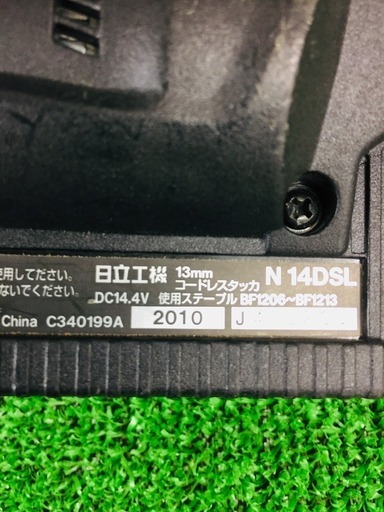 使用してださい。 日立工機 13mm コードレスタッカ N 14DSL
ないでください。 DC14.4V 使用ステープル BF1206~BF1213
China C340199A 2010 J